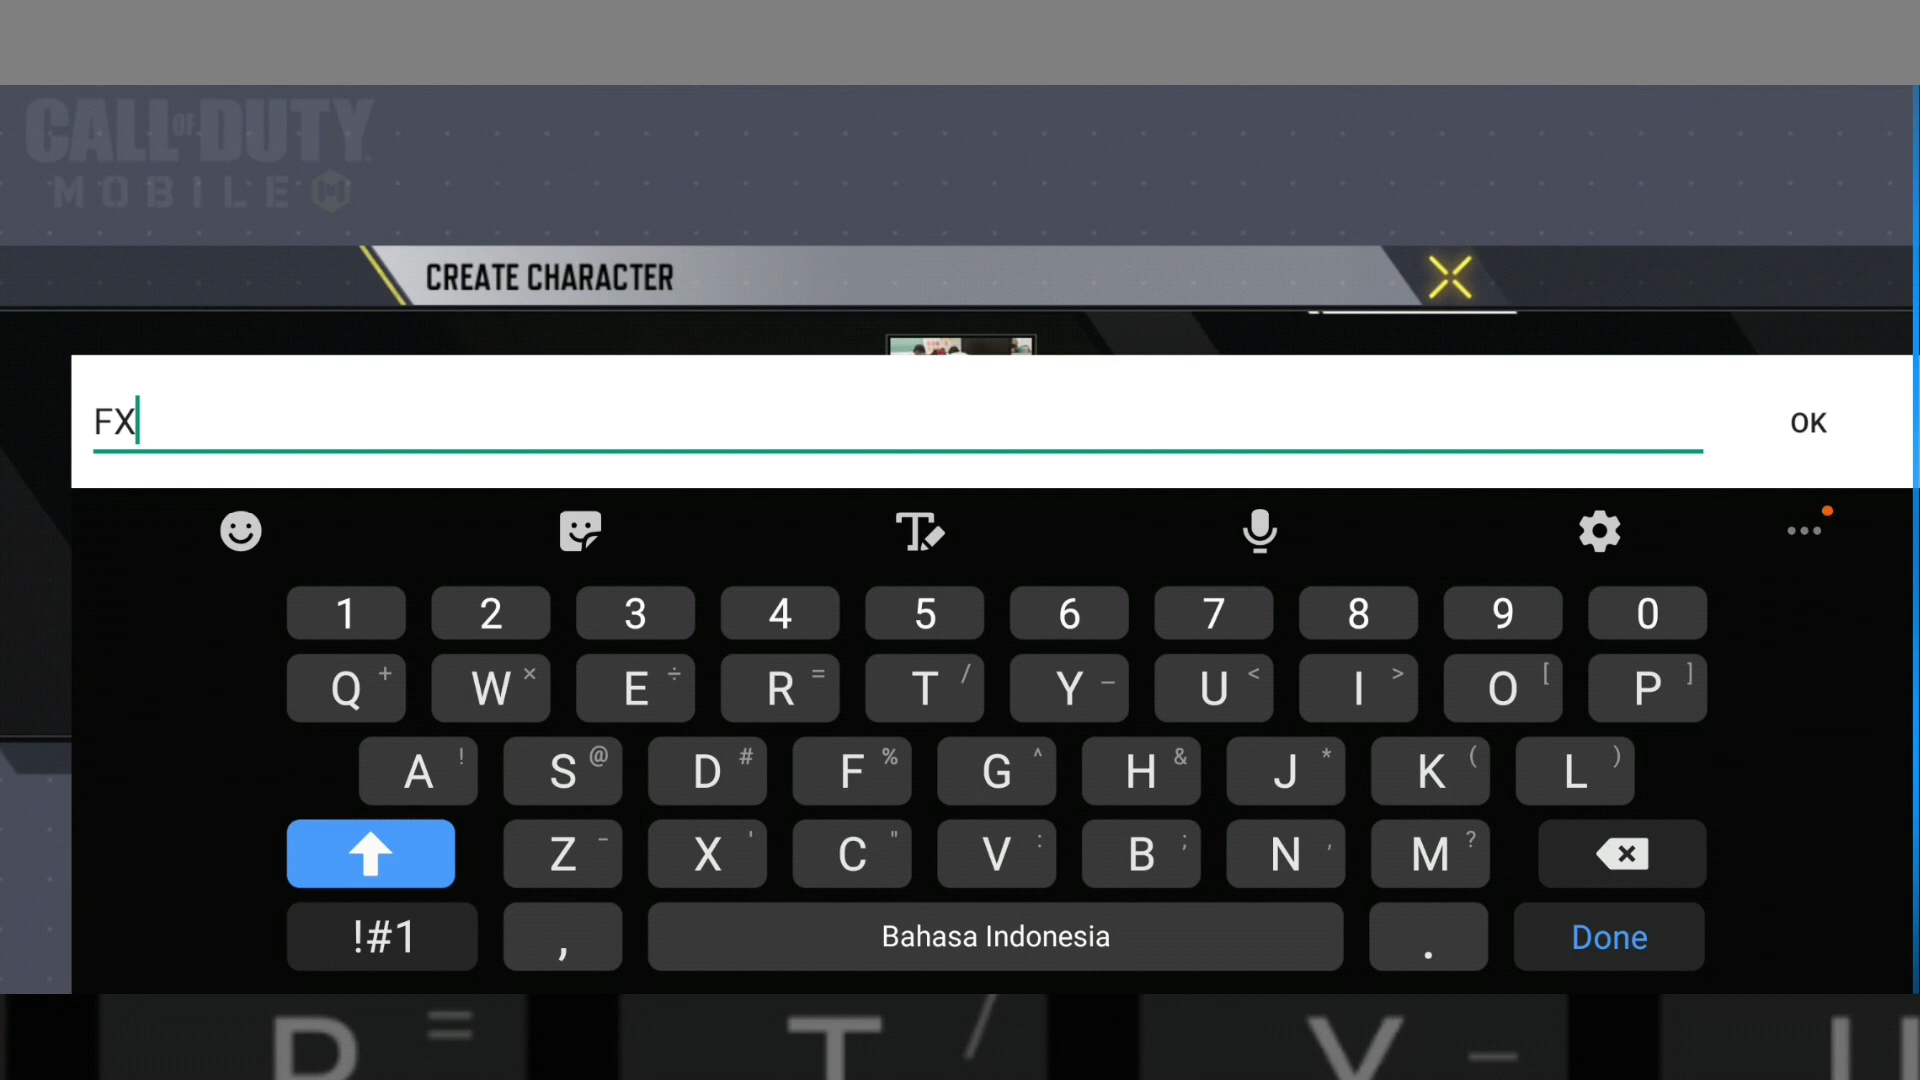 CALL OF DUTY
MOBILE
CREATE CHARACTER
FX
OK
1 2 3 4 5 6 7 8 9 0
Q + W × E ÷ R = T / Y _ U < I > O [ P ]
A ! S @ D # F % G ^ H & J * K ( L )
Z - X ' C " V : B ; N , M ?
!#1 , Bahasa Indonesia . Done
R = T / Y _ U